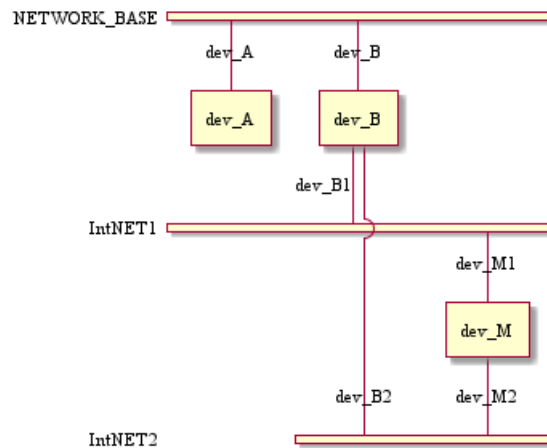 NETWORK_BASE
dev_A
dev_B
dev_A
dev_B
dev_B1
IntNET1
dev_M1
dev_M
dev_B2
dev_M2
IntNET2